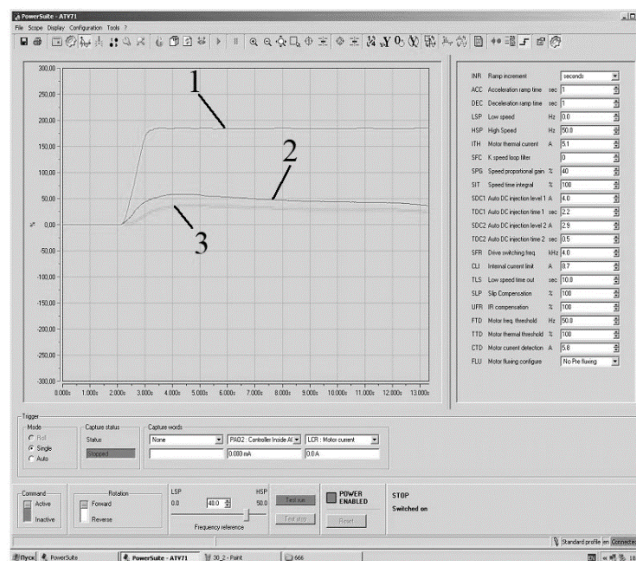 PowerSuite - ATV71
File Scope Display Configuration Tools ?
300,00
250,00
200,00
150,00
100,00
50,00
0,00
-50,00
-100,00
-150,00
-200,00
-250,00
-300,00
%
1
2
3
0.000s 1.000s 2.000s 3.000s 4.000s 5.000s 6.000s 7.000s 8.000s 9.000s 10.000s 11.000s 12.000s 13.000s
INR Ramp increment seconds
ACC Acceleration ramp time sec 1
DEC Deceleration ramp time sec 1
LSP Low speed Hz 0.0
HSP High Speed Hz 50.0
ITH Motor thermal current A 5.1
SFC K speed loop filter 0
SPG Speed proportional gain % 40
SIT Speed time integral % 100
SDC1 Auto DC injection level 1 A 4.0
TDC1 Auto DC injection time 1 sec 2.2
SDC2 Auto DC injection level 2 A 2.9
TDC2 Auto DC injection time 2 sec 0.5
SFR Drive switching freq. kHz 4.0
CLI Internal current limit A 8.7
TLS Low speed time out sec 10.0
SLP Slip Compensation % 100
UFR IR compensation % 100
FTD Motor freq. threshold Hz 50.0
TTD Motor thermal threshold % 100
CTD Motor current detection A 5.8
FLU Motor fluxing configure No Pre fluxing
Trigger
Mode
Roll
Single
Auto
Capture status
Status
Stopped
Capture words
None
PAO2 : Controller Inside AI
LCR : Motor current
0.000 mA
0.0 A
Command
Active
Inactive
Rotation
Forward
Reverse
LSP HSP
0.0 40.0 50.0
Frequency reference
Test run
Test stop
POWER ENABLED
Reset
STOP
Switched on
Standard profile en Connected
Пуск PowerSuite PowerSuite - ATV71 30_2 - Paint 666